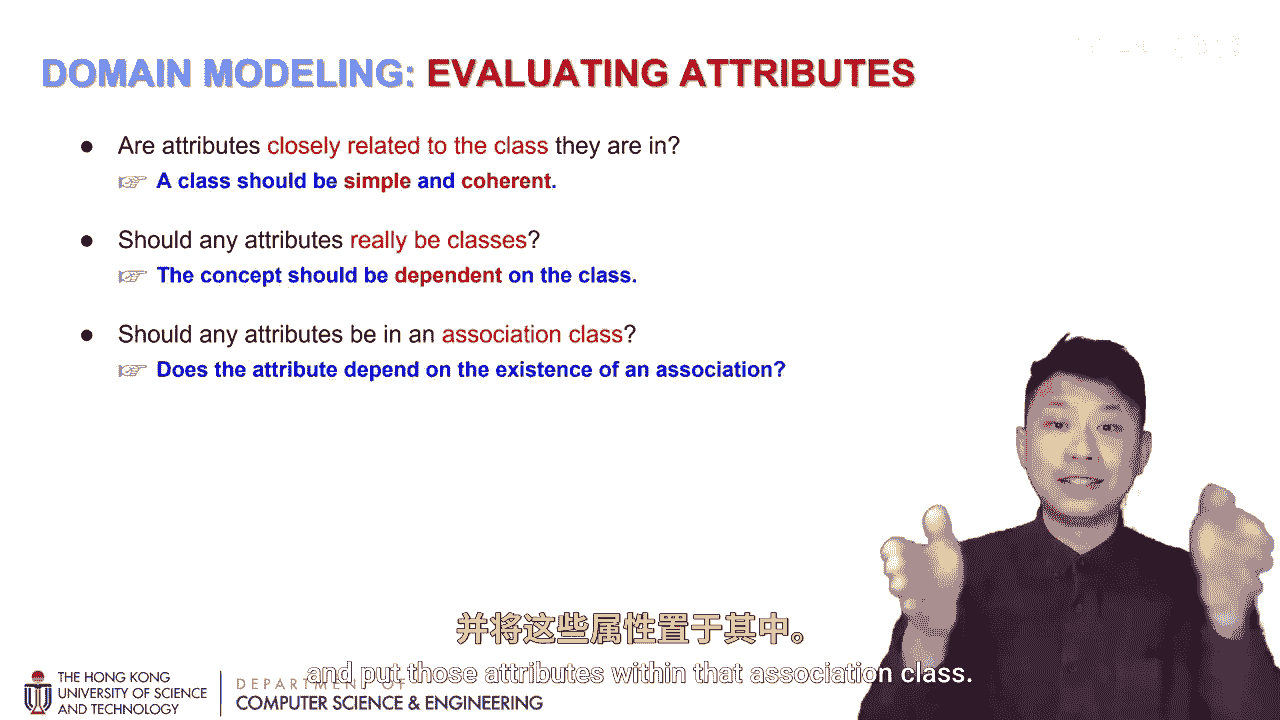 DOMAIN MODELING: EVALUATING ATTRIBUTES
● Are attributes closely related to the class they are in?
☞ A class should be simple and coherent.
● Should any attributes really be classes?
☞ The concept should be dependent on the class.
● Should any attributes be in an association class?
☞ Does the attribute depend on the existence of an association?
并将这些属性置于其中。
and put those attributes within that association class.
THE HONG KONG
UNIVERSITY OF SCIENCE
AND TECHNOLOGY
DEPARTMENT OF
COMPUTER SCIENCE & ENGINEERING